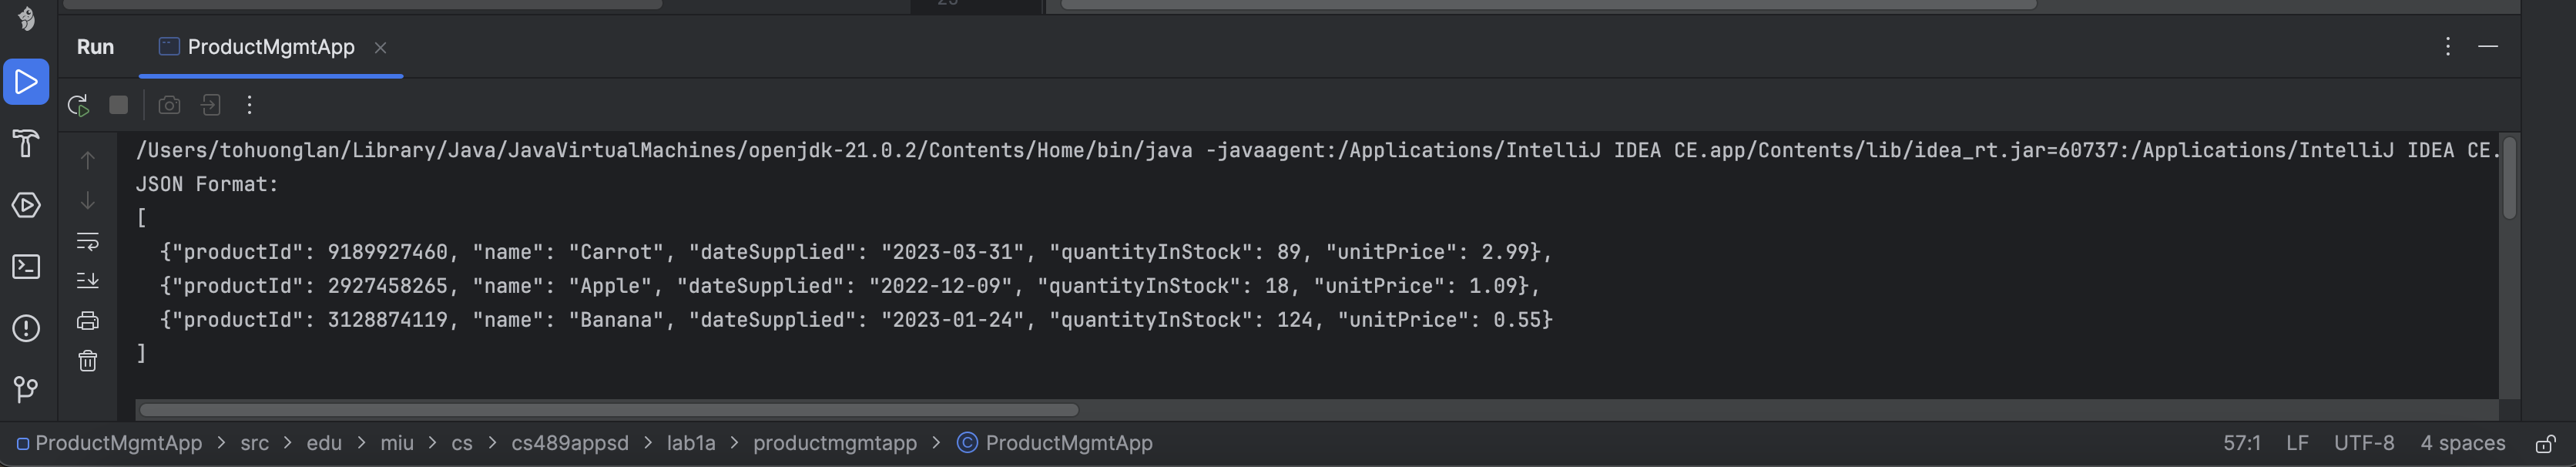 Run ProductMgmtApp
/Users/tohuonglan/Library/Java/JavaVirtualMachines/openjdk-21.0.2/Contents/Home/bin/java -javaagent:/Applications/IntelliJ IDEA CE.app/Contents/lib/idea_rt.jar=60737:/Applications/IntelliJ IDEA CE.
JSON Format:
[
  {"productId": 9189927460, "name": "Carrot", "dateSupplied": "2023-03-31", "quantityInStock": 89, "unitPrice": 2.99},
  {"productId": 2927458265, "name": "Apple", "dateSupplied": "2022-12-09", "quantityInStock": 18, "unitPrice": 1.09},
  {"productId": 3128874119, "name": "Banana", "dateSupplied": "2023-01-24", "quantityInStock": 124, "unitPrice": 0.55}
]
ProductMgmtApp > src > edu > miu > cs > cs489appsd > lab1a > productmgmtapp > ProductMgmtApp 57:1 LF UTF-8 4 spaces